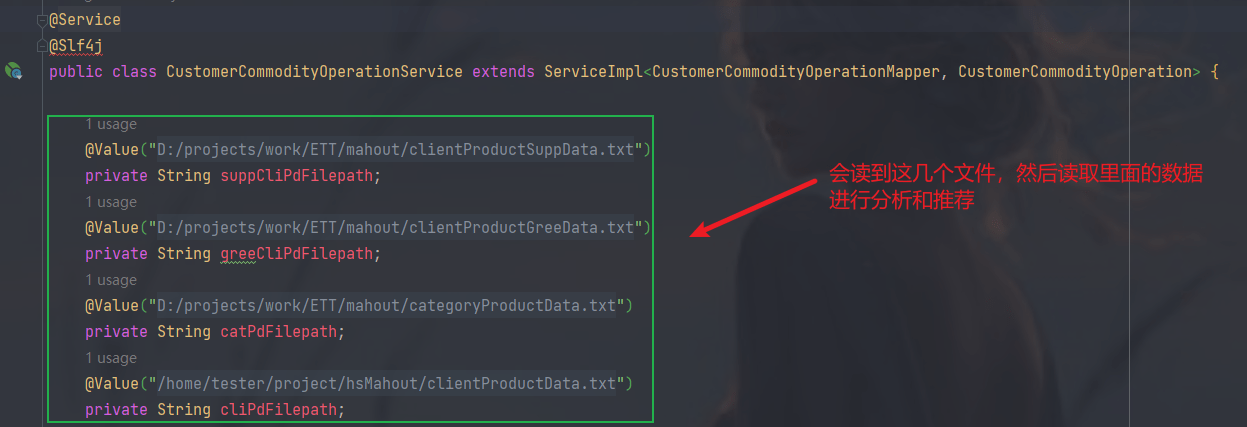 @Service
@Slf4j
public class CustomerCommodityOperationService extends ServiceImpl<CustomerCommodityOperationMapper, CustomerCommodityOperation> {
1 usage
@Value("D:/projects/work/ETT/mahout/clientProductSuppData.txt")
private String suppCliPdFilepath;
1 usage
@Value("D:/projects/work/ETT/mahout/clientProductGreeData.txt")
private String greeCliPdFilepath;
1 usage
@Value("D:/projects/work/ETT/mahout/categoryProductData.txt")
private String catPdFilepath;
1 usage
@Value("/home/tester/project/hsMahout/clientProductData.txt")
private String cliPdFilepath;
会读到这几个文件，然后读取里面的数据
进行分析和推荐